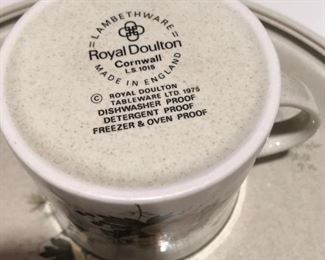 = LAMBETHWARE =
Royal Doulton
Cornwall
LS 1015
MADE IN ENGLAND
© ROYAL DOULTON
TABLEWARE LTD. 1975
DISHWASHER PROOF
DETERGENT PROOF
FREEZER & OVEN PROOF